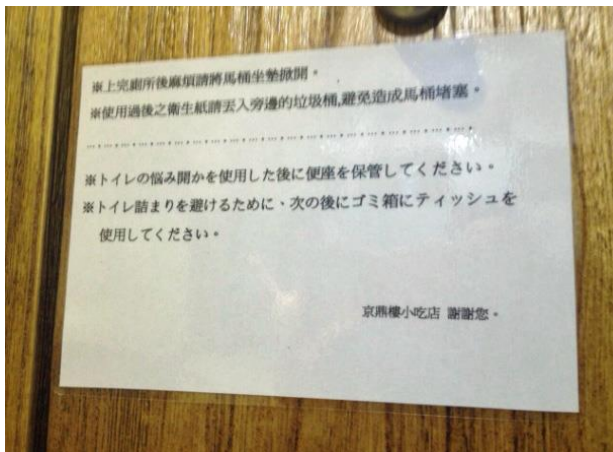 ※上完廁所後麻煩請將馬桶坐墊掀開。
※使用過後之衛生紙請丟入旁邊的垃圾桶,避免造成馬桶堵塞。
※トイレの悩み開かを使用した後に便座を保管してください。
※トイレ詰まりを避けるために、次の後にゴミ箱にティッシュを
使用してください。
京鼎樓小吃店 謝謝您。